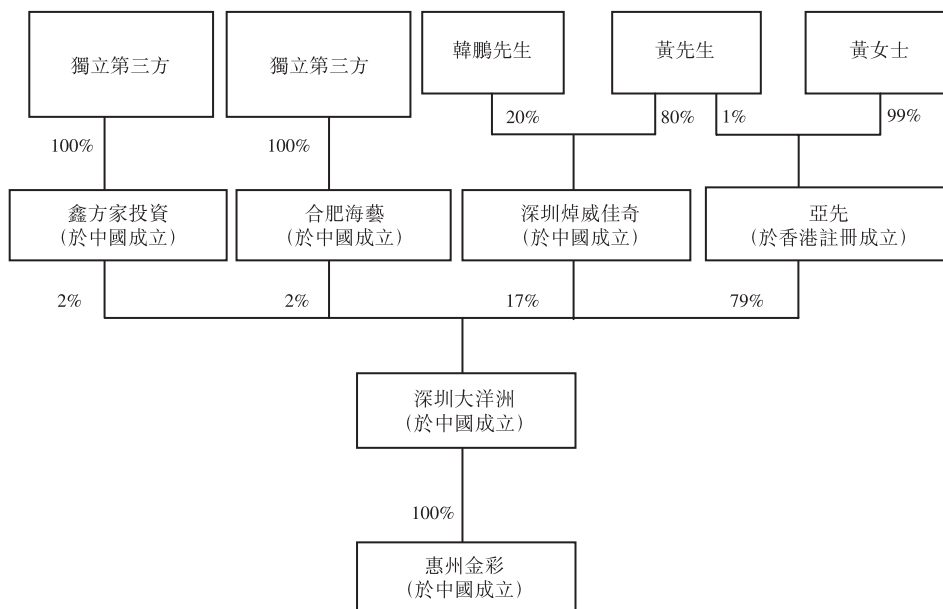 獨立第三方
獨立第三方
韓鵬先生
黃先生
黃女士
100%
100%
20%
80%
1%
99%
鑫方家投資
(於中國成立)
合肥海藝
(於中國成立)
深圳焯威佳奇
(於中國成立)
亞先
(於香港註冊成立)
2%
2%
17%
79%
深圳大洋洲
(於中國成立)
100%
惠州金彩
(於中國成立)